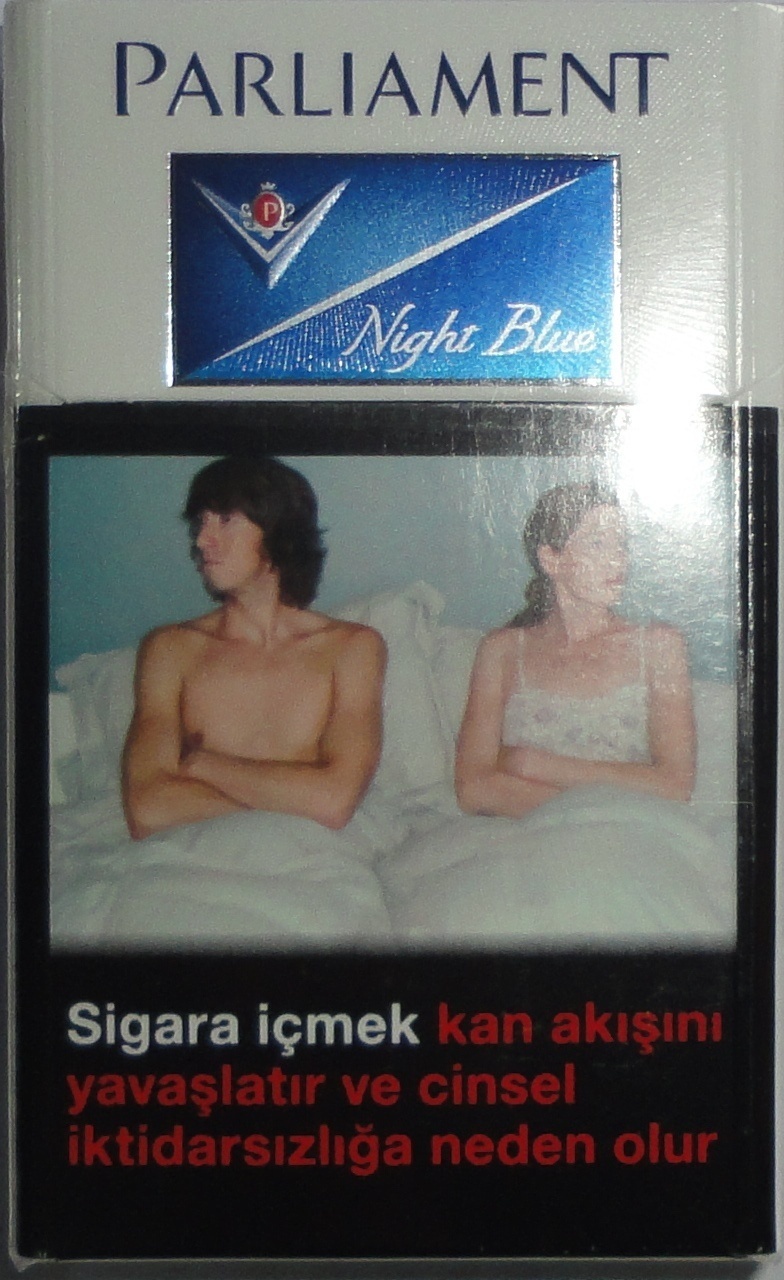 PARLIAMENT
P
Night Blue
Sigara içmek kan akışını
yavaşlatır ve cinsel
iktidarsızlığa neden olur